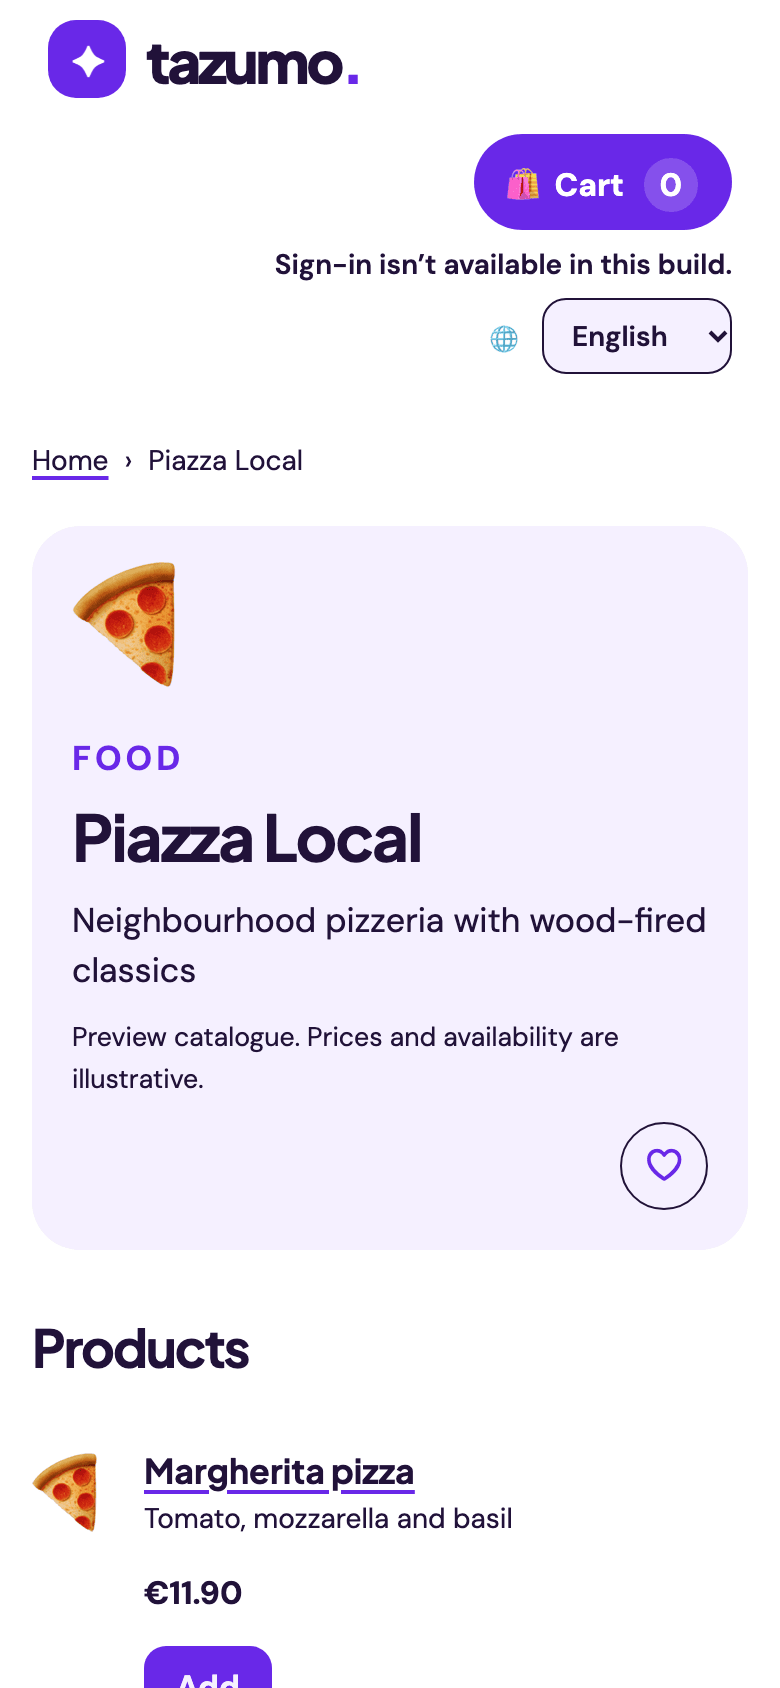 tazumo.
Cart 0
Sign-in isn’t available in this build.
English
Home › Piazza Local
FOOD
Piazza Local
Neighbourhood pizzeria with wood-fired
classics
Preview catalogue. Prices and availability are
illustrative.
Products
Margherita pizza
Tomato, mozzarella and basil
€11.90
Add